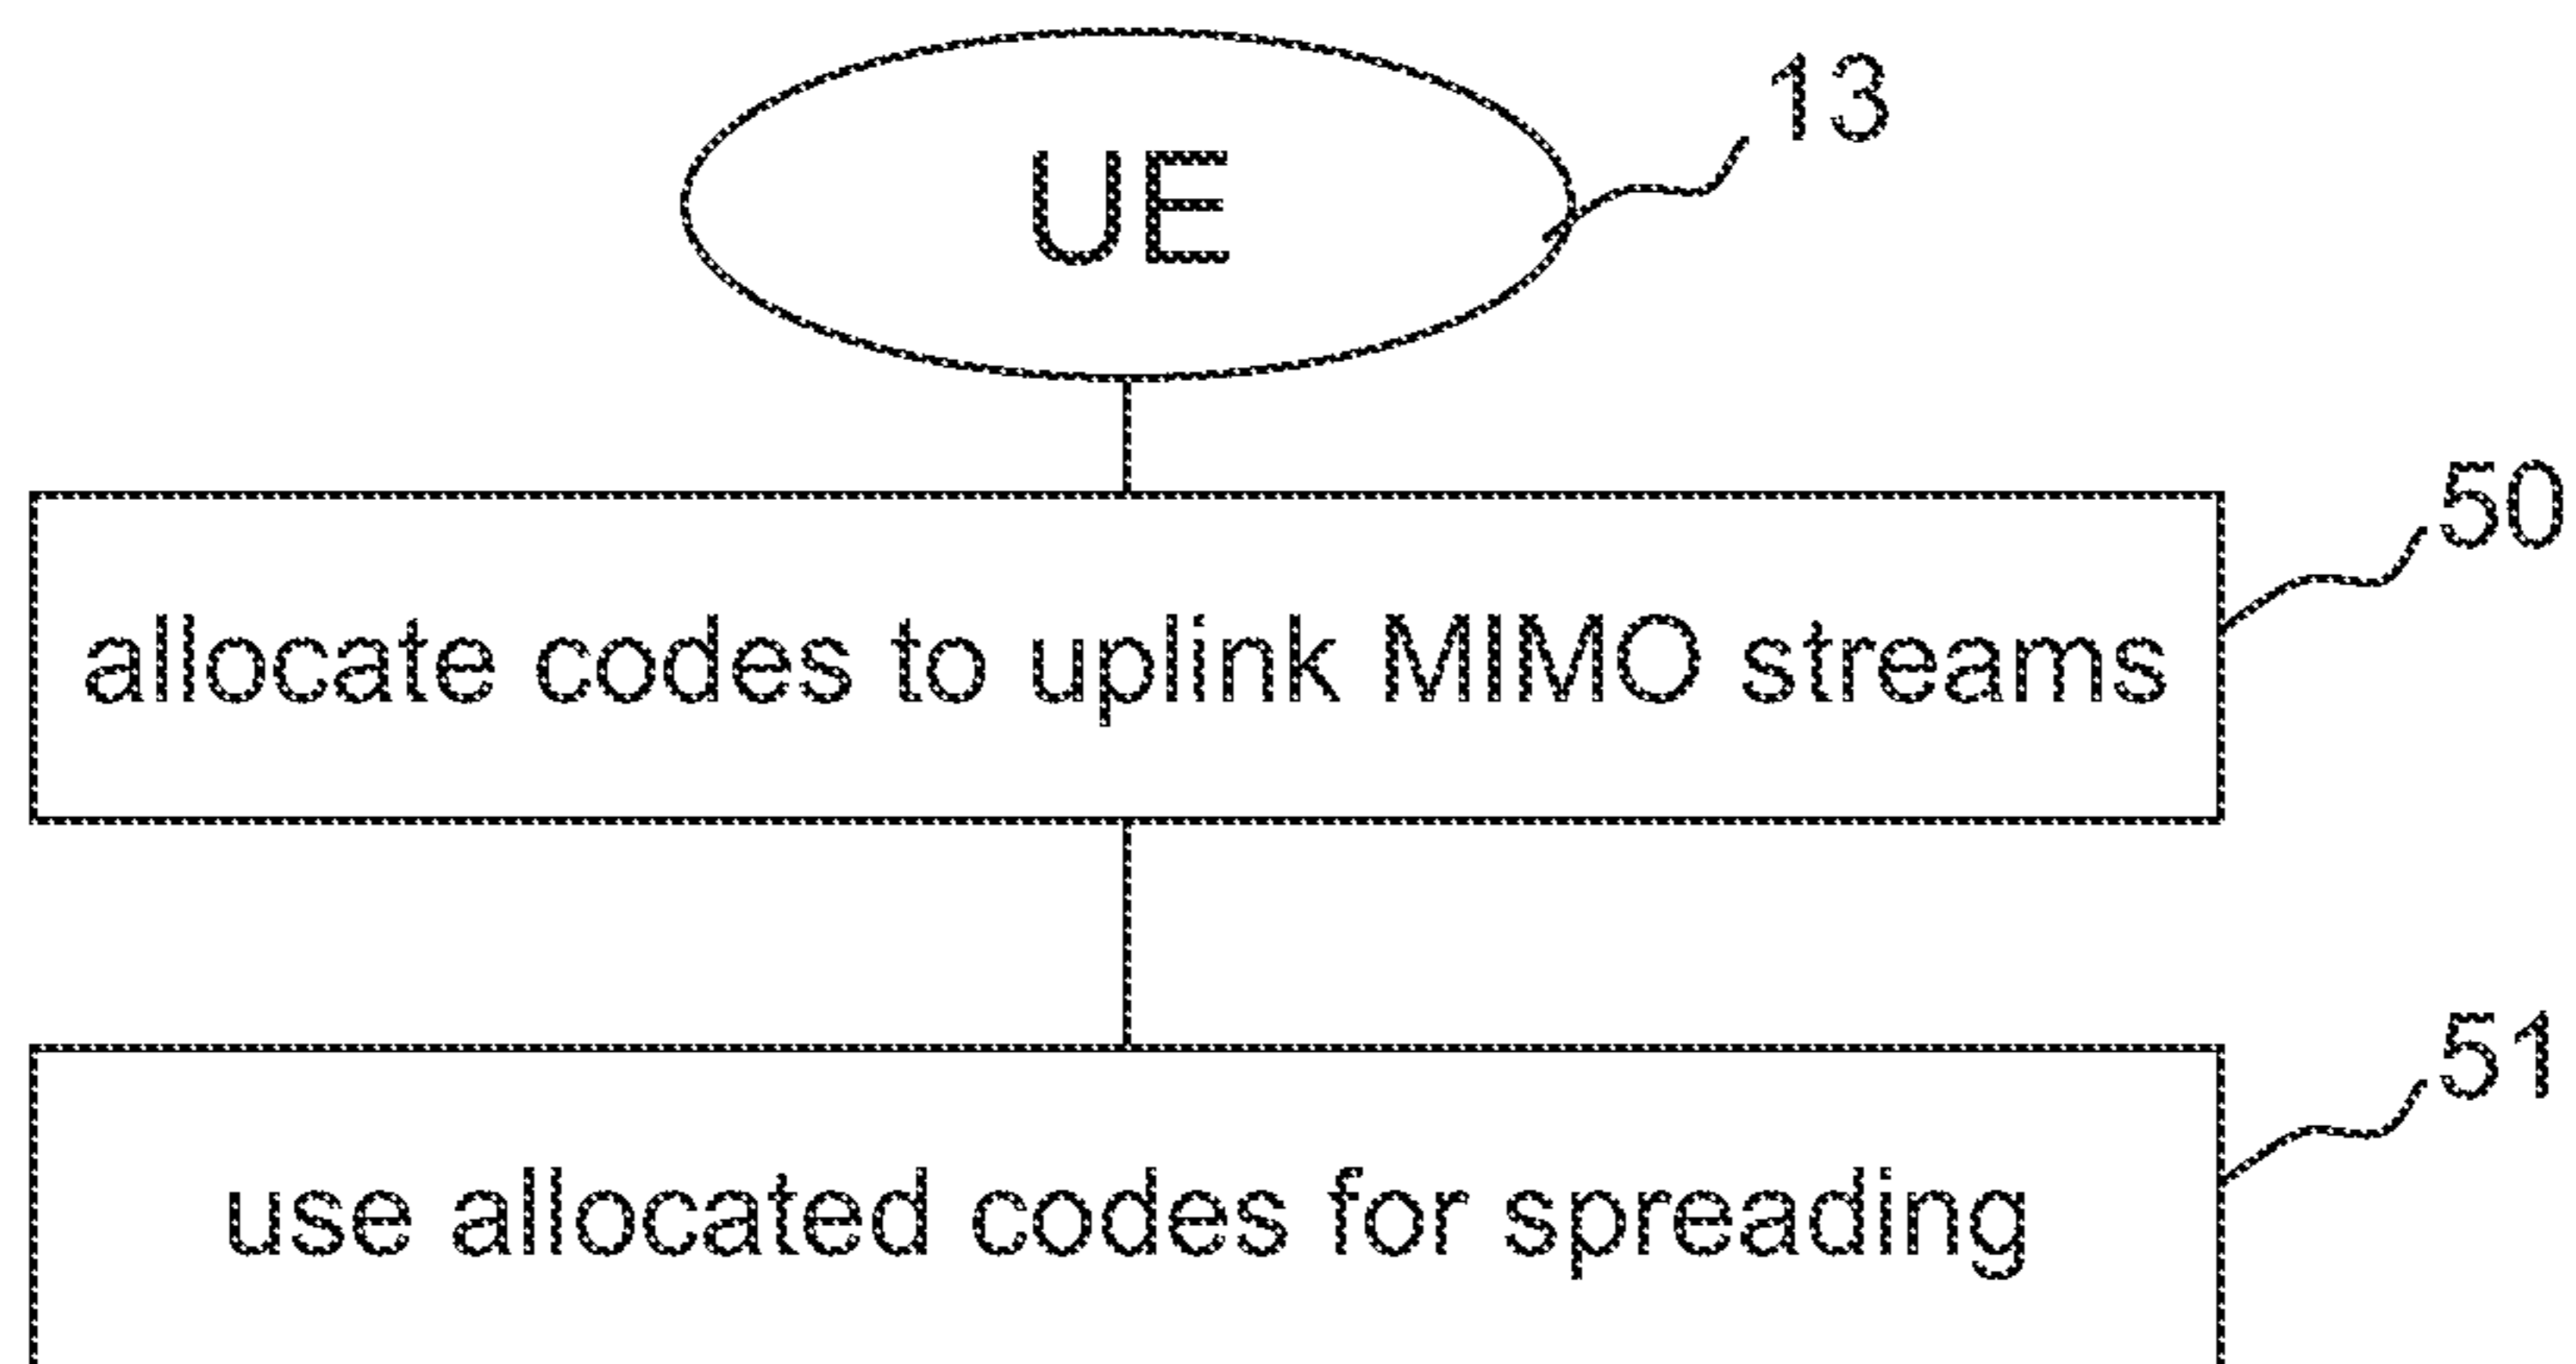 UE
13
allocate codes to uplink MIMO streams
50
use allocated codes for spreading
51